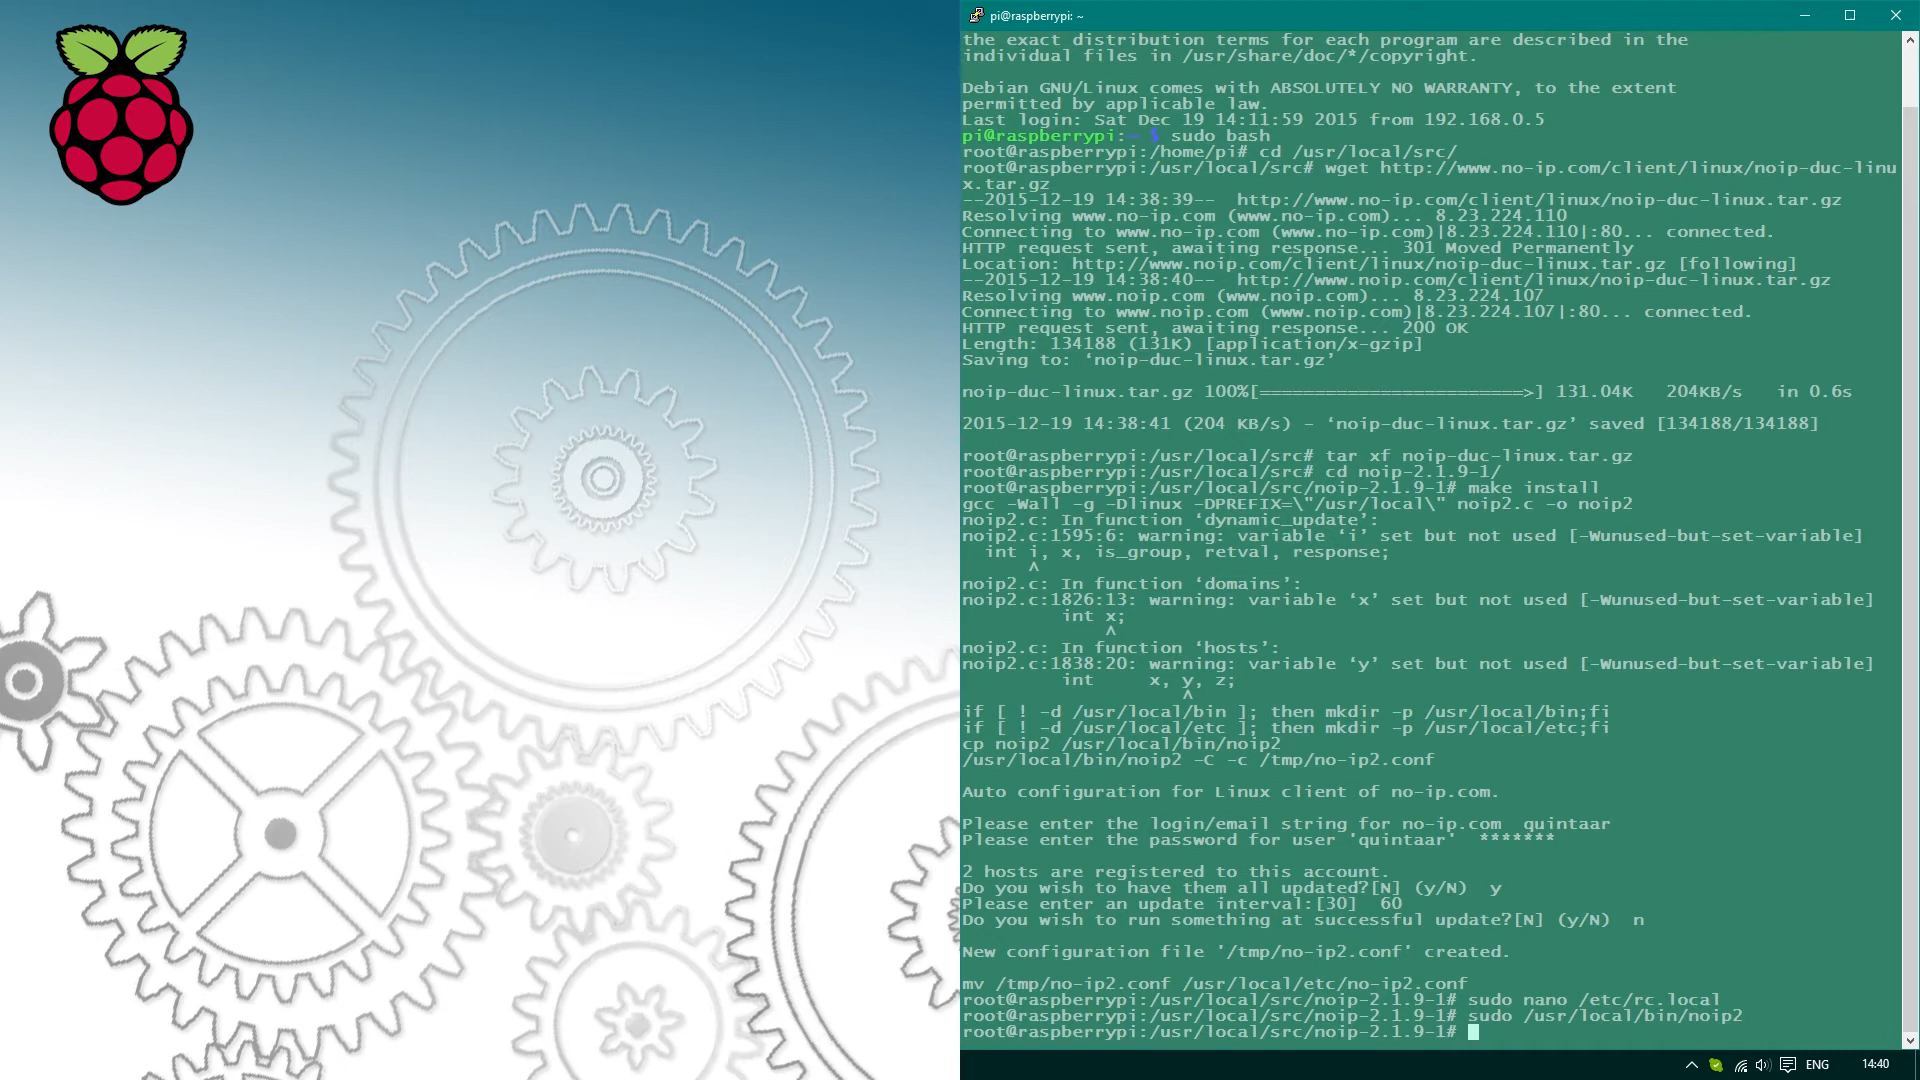 pi@raspberrypi: ~
the exact distribution terms for each program are described in the
individual files in /usr/share/doc/*/copyright.
Debian GNU/Linux comes with ABSOLUTELY NO WARRANTY, to the extent
permitted by applicable law.
Last login: Sat Dec 19 14:11:59 2015 from 192.168.0.5
pi@raspberrypi:~ $ sudo bash
root@raspberrypi:/home/pi# cd /usr/local/src/
root@raspberrypi:/usr/local/src# wget http://www.no-ip.com/client/linux/noip-duc-linu
x.tar.gz
--2015-12-19 14:38:39--  http://www.no-ip.com/client/linux/noip-duc-linux.tar.gz
Resolving www.no-ip.com (www.no-ip.com)... 8.23.224.110
Connecting to www.no-ip.com (www.no-ip.com)|8.23.224.110|:80... connected.
HTTP request sent, awaiting response... 301 Moved Permanently
Location: http://www.noip.com/client/linux/noip-duc-linux.tar.gz [following]
--2015-12-19 14:38:40--  http://www.noip.com/client/linux/noip-duc-linux.tar.gz
Resolving www.noip.com (www.noip.com)... 8.23.224.107
Connecting to www.noip.com (www.noip.com)|8.23.224.107|:80... connected.
HTTP request sent, awaiting response... 200 OK
Length: 134188 (131K) [application/x-gzip]
Saving to: ‘noip-duc-linux.tar.gz’
noip-duc-linux.tar.gz 100%[========================>] 131.04K   204KB/s   in 0.6s
2015-12-19 14:38:41 (204 KB/s) - ‘noip-duc-linux.tar.gz’ saved [134188/134188]
root@raspberrypi:/usr/local/src# tar xf noip-duc-linux.tar.gz
root@raspberrypi:/usr/local/src# cd noip-2.1.9-1/
root@raspberrypi:/usr/local/src/noip-2.1.9-1# make install
gcc -Wall -g -Dlinux -DPREFIX=\"/usr/local\" noip2.c -o noip2
noip2.c: In function ‘dynamic_update’:
noip2.c:1595:6: warning: variable ‘i’ set but not used [-Wunused-but-set-variable]
  int i, x, is_group, retval, response;
      ^
noip2.c: In function ‘domains’:
noip2.c:1826:13: warning: variable ‘x’ set but not used [-Wunused-but-set-variable]
         int x;
             ^
noip2.c: In function ‘hosts’:
noip2.c:1838:20: warning: variable ‘y’ set but not used [-Wunused-but-set-variable]
         int     x, y, z;
                    ^
if [ ! -d /usr/local/bin ]; then mkdir -p /usr/local/bin;fi
if [ ! -d /usr/local/etc ]; then mkdir -p /usr/local/etc;fi
cp noip2 /usr/local/bin/noip2
/usr/local/bin/noip2 -C -c /tmp/no-ip2.conf
Auto configuration for Linux client of no-ip.com.
Please enter the login/email string for no-ip.com  quintaar
Please enter the password for user 'quintaar'  *******
2 hosts are registered to this account.
Do you wish to have them all updated?[N] (y/N)  y
Please enter an update interval:[30]  60
Do you wish to run something at successful update?[N] (y/N)  n
New configuration file '/tmp/no-ip2.conf' created.
mv /tmp/no-ip2.conf /usr/local/etc/no-ip2.conf
root@raspberrypi:/usr/local/src/noip-2.1.9-1# sudo nano /etc/rc.local
root@raspberrypi:/usr/local/src/noip-2.1.9-1# sudo /usr/local/bin/noip2
root@raspberrypi:/usr/local/src/noip-2.1.9-1#
ENG
14:40